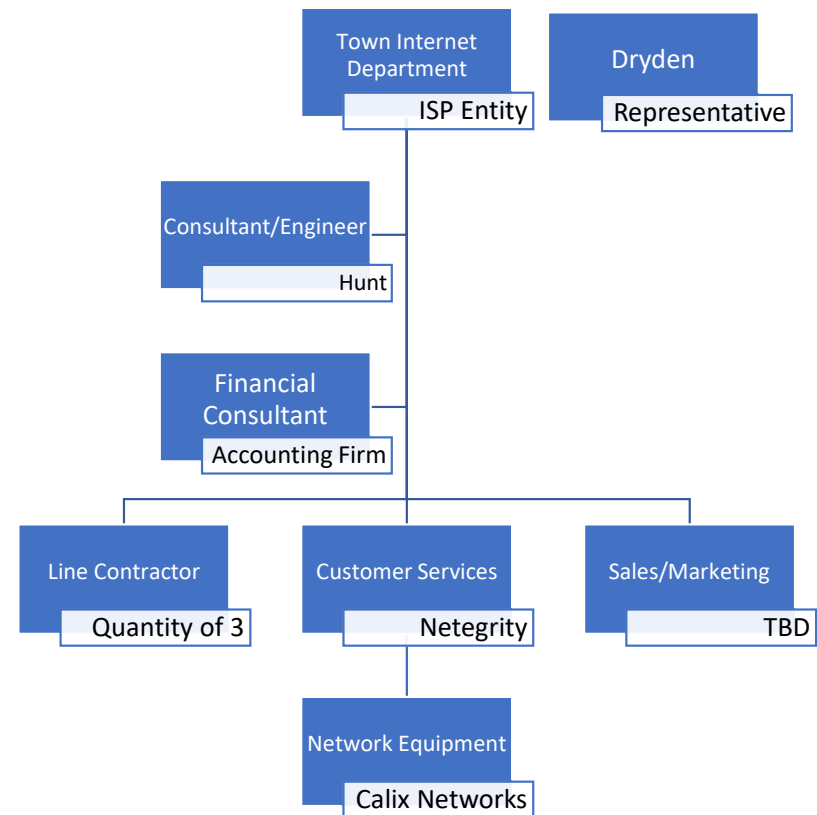 Town Internet
Department
ISP Entity
Dryden
Representative
Consultant/Engineer
Hunt
Financial
Consultant
Accounting Firm
Line Contractor
Quantity of 3
Customer Services
Netegrity
Sales/Marketing
TBD
Network Equipment
Calix Networks